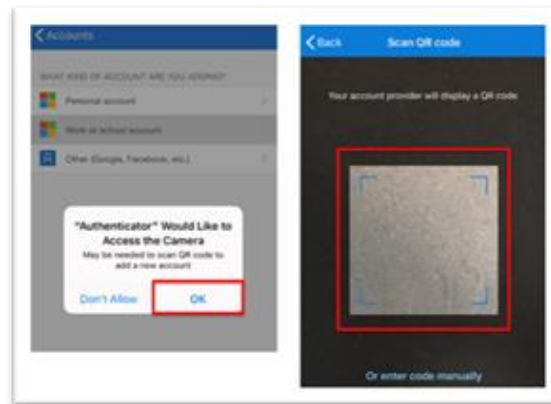 Accounts
WHAT KIND OF ACCOUNT ARE YOU ADDING?
Personal account
Work or school account
Other (Google, Facebook, etc.)
"Authenticator" Would Like to
Access the Camera
May be needed to scan QR code to
add a new account
Don't Allow
OK
Back
Scan QR code
Your account provider will display a QR code
Or enter code manually